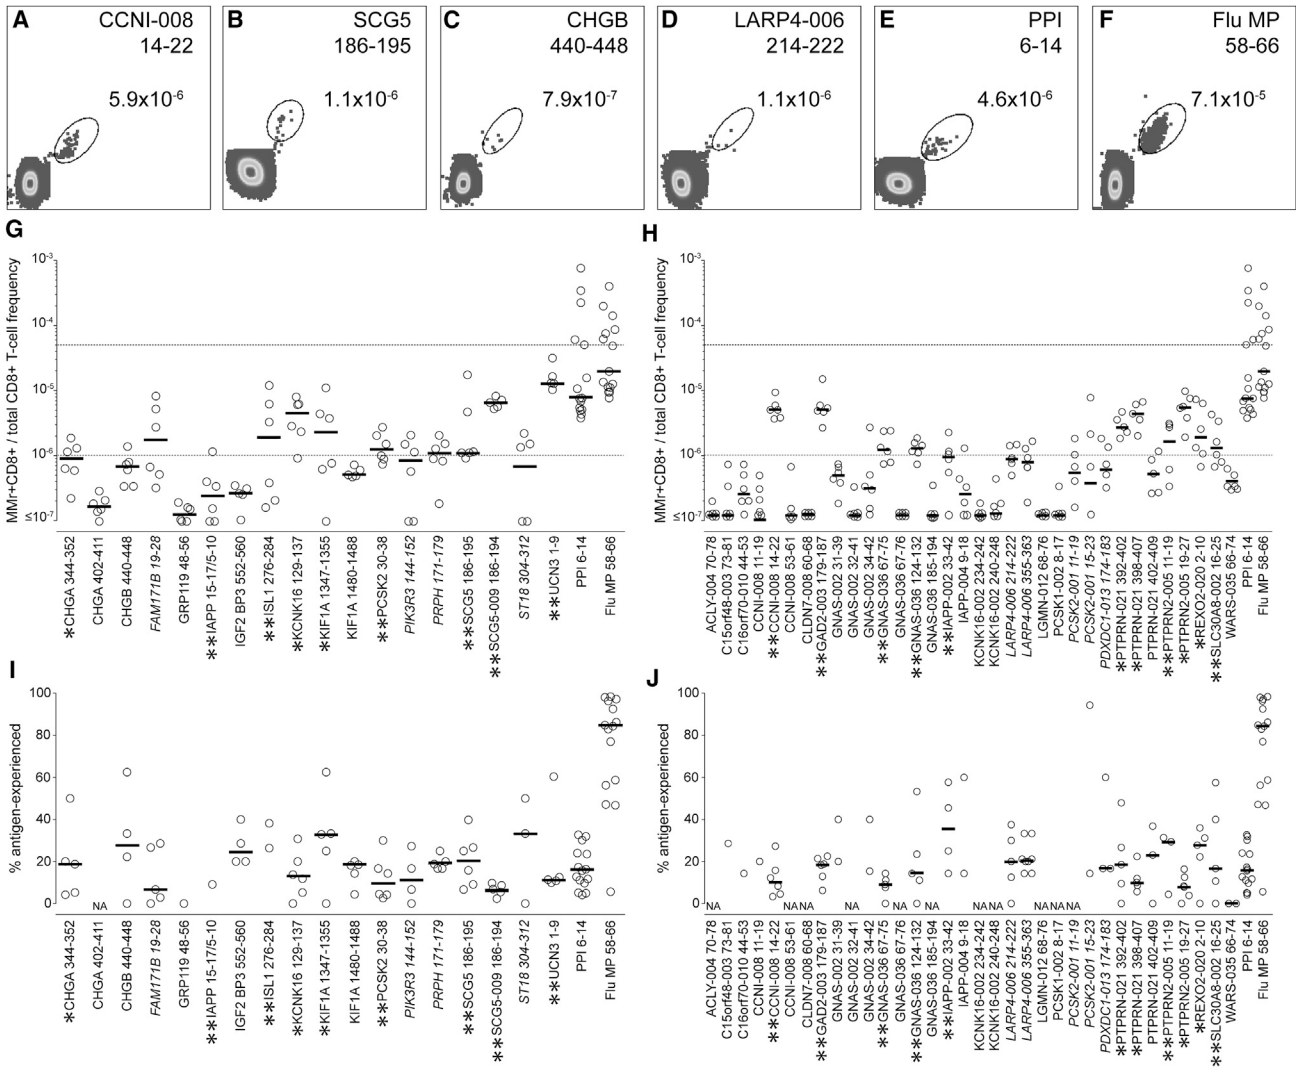 A
CCNI-008
14-22
5.9x10-6
B
SCG5
186-195
1.1x10-6
C
CHGB
440-448
7.9x10-7
D
LARP4-006
214-222
1.1x10-6
E
PPI
6-14
4.6x10-6
F
Flu MP
58-66
7.1x10-5
G
MMr+CD8+ / total CD8+ T-cell frequency
10-3
10-4
10-5
10-6
≤10-7
*CHGA 344-352
CHGA 402-411
CHGB 440-448
FAM171B 19-28
GRP119 48-56
**IAPP 15-17/5-10
IGF2 BP3 552-560
**ISL1 276-284
*KCNK16 129-137
*KIF1A 1347-1355
KIF1A 1480-1488
**PCSK2 30-38
PIK3R3 144-152
PRPH 171-179
**SCG5 186-195
**SCG5-009 186-194
ST18 304-312
**UCN3 1-9
PPI 6-14
Flu MP 58-66
H
MMr+CD8+ / total CD8+ T-cell frequency
10-3
10-4
10-5
10-6
≤10-7
ACLY-004 70-78
C15orf48-003 73-81
C16orf70-010 44-53
CCNI-008 11-19
**CCNI-008 14-22
CCNI-008 53-61
CLDN7-008 60-68
**GAD2-003 179-187
GNAS-002 31-39
GNAS-002 32-41
GNAS-002 34-42
**GNAS-036 67-75
GNAS-036 67-76
**GNAS-036 124-132
GNAS-036 185-194
**IAPP-002 33-42
IAPP-004 9-18
KCNK16-002 234-242
KCNK16-002 240-248
LARP4-006 214-222
LARP4-006 355-363
LGMN-012 68-76
PCSK1-002 8-17
PCSK2-001 11-19
PCSK2-001 15-23
PDXDC1-013 174-183
*PTPRN-021 392-402
*PTPRN-021 398-407
PTPRN-021 402-409
**PTPRN2-005 11-19
*PTPRN2-005 19-27
*REXO2-020 2-10
**SLC30A8-002 16-25
WARS-035 66-74
PPI 6-14
Flu MP 58-66
I
% antigen-experienced
100
80
60
40
20
0
NA
*CHGA 344-352
CHGA 402-411
CHGB 440-448
FAM171B 19-28
GRP119 48-56
**IAPP 15-17/5-10
IGF2 BP3 552-560
**ISL1 276-284
*KCNK16 129-137
*KIF1A 1347-1355
KIF1A 1480-1488
**PCSK2 30-38
PIK3R3 144-152
PRPH 171-179
**SCG5 186-195
**SCG5-009 186-194
ST18 304-312
**UCN3 1-9
PPI 6-14
Flu MP 58-66
J
% antigen-experienced
100
80
60
40
20
0
NA
NA NA
NA
NA
NA
NA NA
NA NA NA
ACLY-004 70-78
C15orf48-003 73-81
C16orf70-010 44-53
CCNI-008 11-19
**CCNI-008 14-22
CCNI-008 53-61
CLDN7-008 60-68
**GAD2-003 179-187
GNAS-002 31-39
GNAS-002 32-41
GNAS-002 34-42
**GNAS-036 67-75
GNAS-036 67-76
**GNAS-036 124-132
GNAS-036 185-194
**IAPP-002 33-42
IAPP-004 9-18
KCNK16-002 234-242
KCNK16-002 240-248
LARP4-006 214-222
LARP4-006 355-363
LGMN-012 68-76
PCSK1-002 8-17
PCSK2-001 11-19
PCSK2-001 15-23
PDXDC1-013 174-183
*PTPRN-021 392-402
*PTPRN-021 398-407
PTPRN-021 402-409
**PTPRN2-005 11-19
*PTPRN2-005 19-27
*REXO2-020 2-10
**SLC30A8-002 16-25
WARS-035 66-74
PPI 6-14
Flu MP 58-66